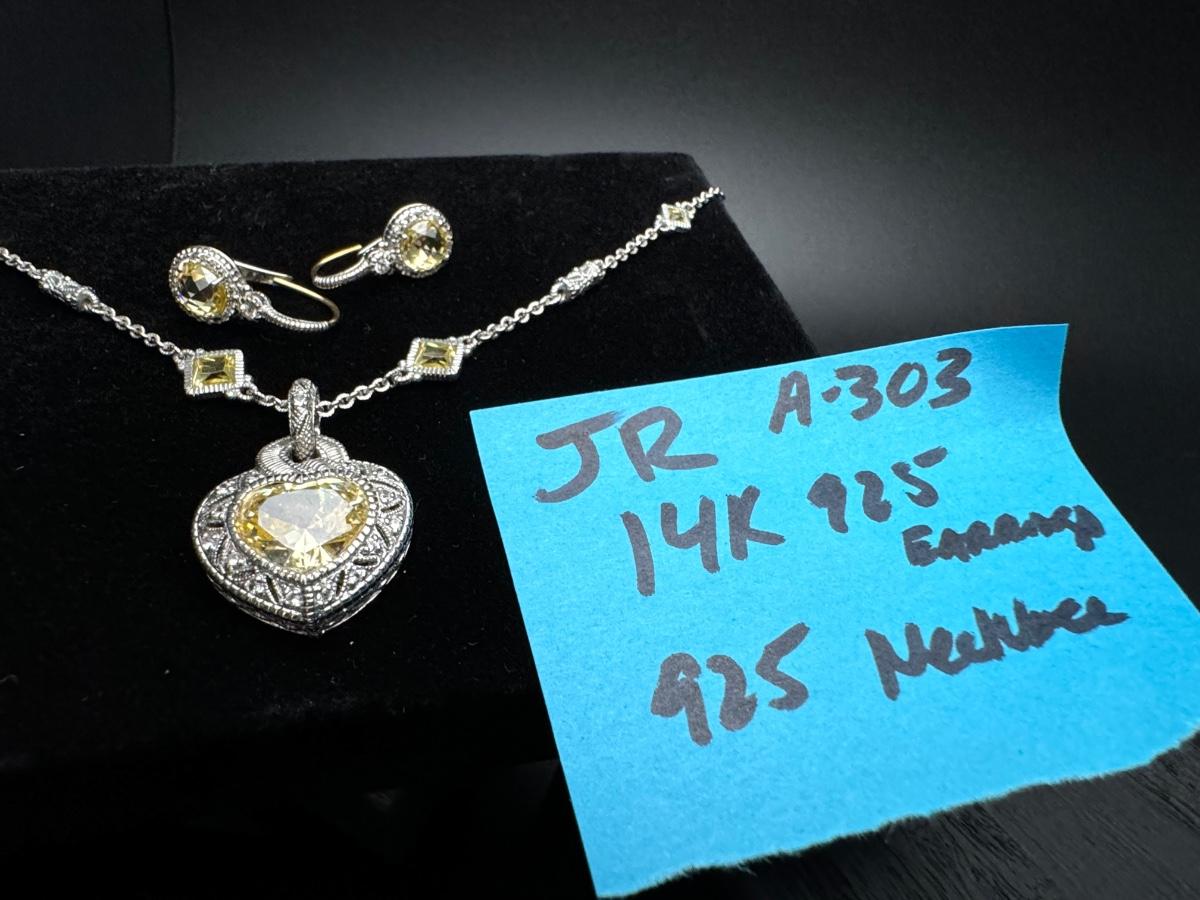 JR A-303
14K 925
EARRINGS
925 Necklace